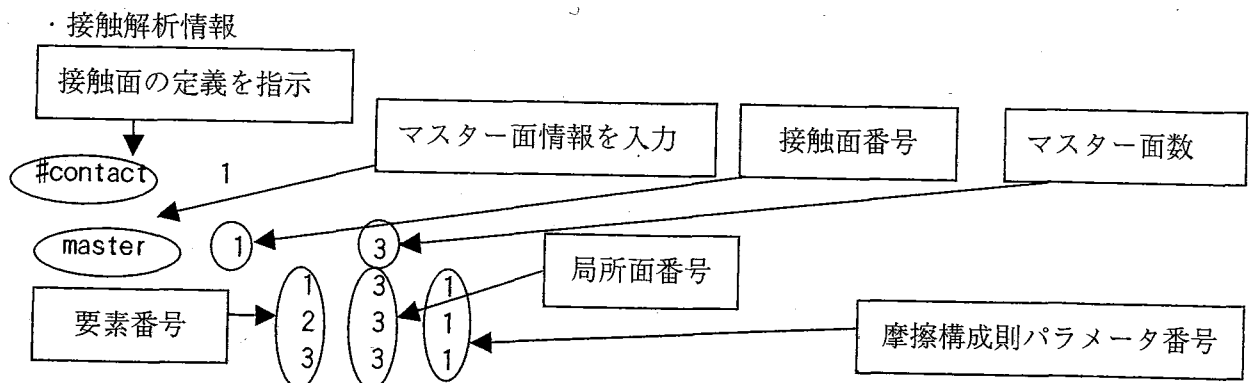 ・接触解析情報
接触面の定義を指示
マスター面情報を入力
接触面番号
マスター面数
#contact 1
master 1 3
局所面番号
1 3 1
要素番号
2 3 1
3 3 1
摩擦構成則パラメータ番号